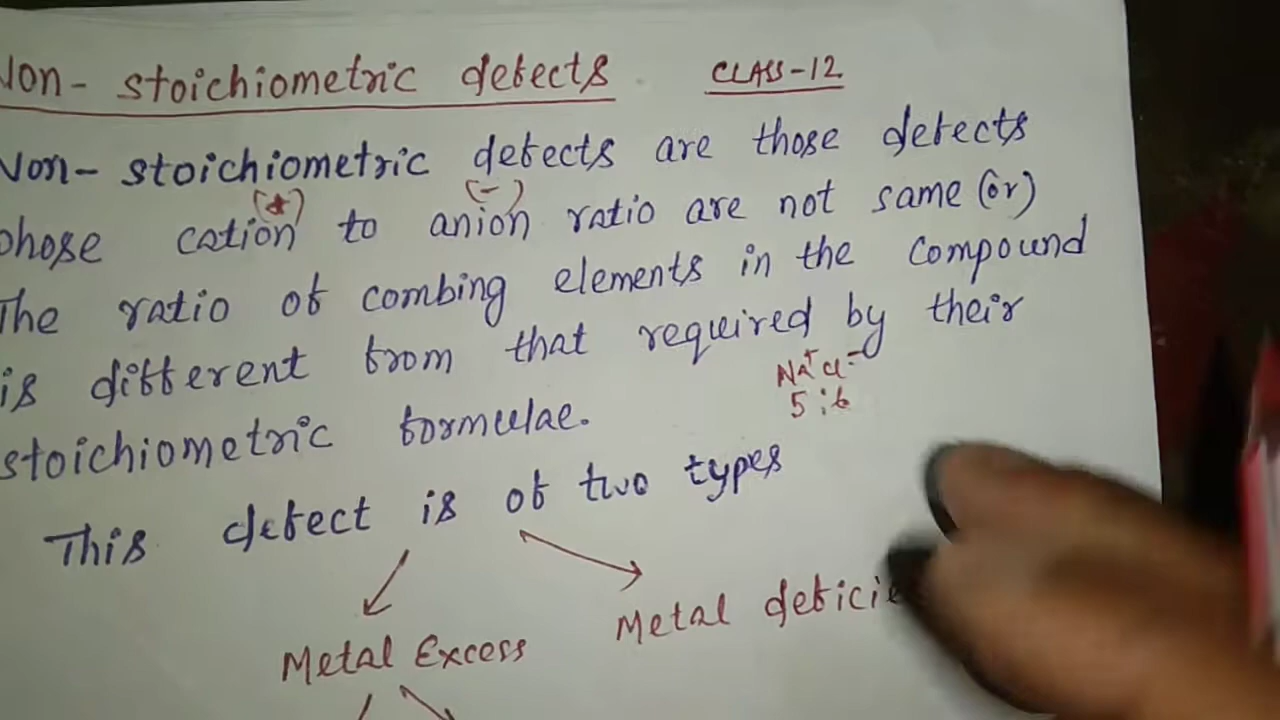 Non- stoichiometric defects CLASS-12
Non- stoichiometric defects are those defects
(+) (-)
whose cation to anion ratio are not same (or)
The ratio of combing elements in the compound
is different from that required by their
Na+ Cl-
stoichiometric formulae. 5:6
This defect is of two types
Metal Excess Metal